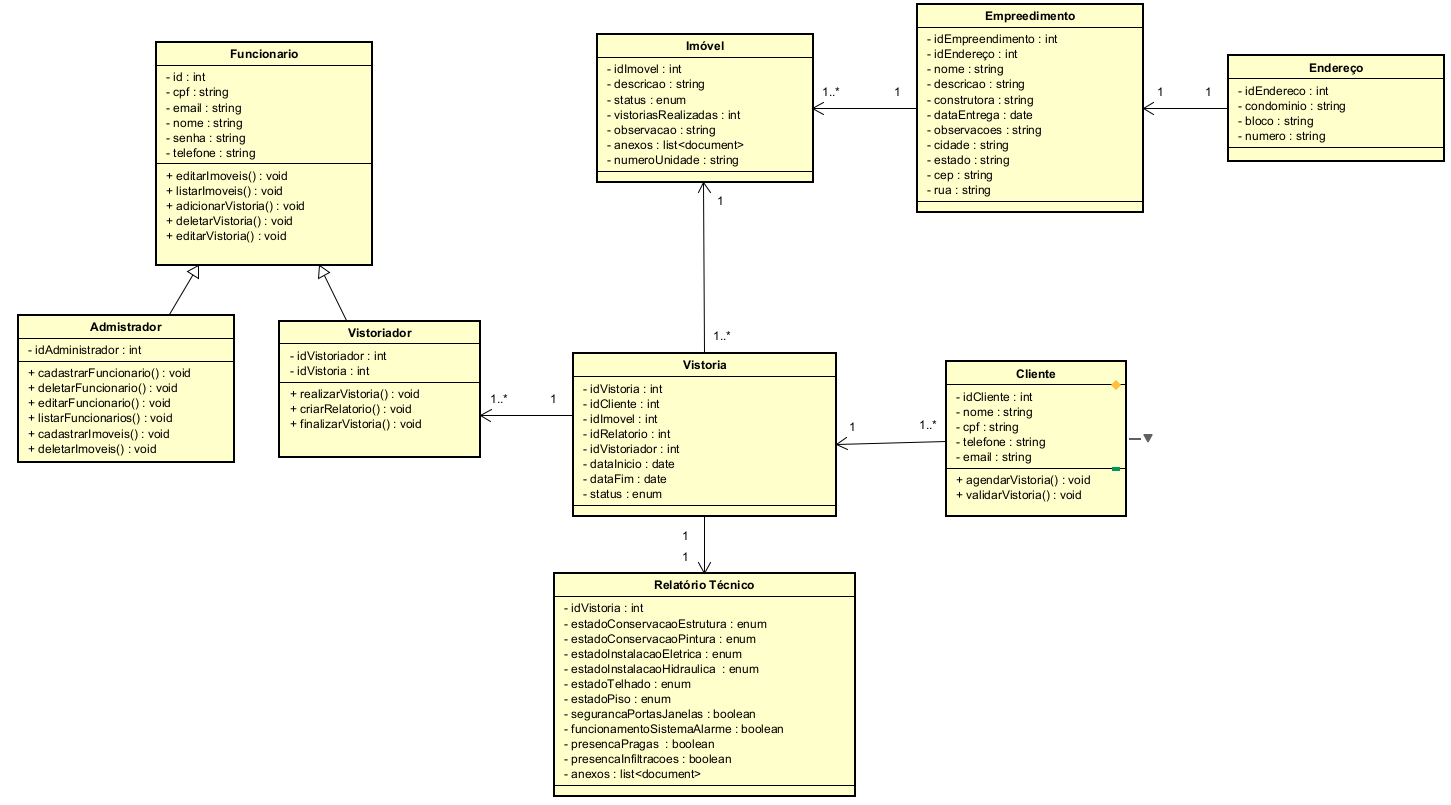 Funcionario
- id : int
- cpf : string
- email : string
- nome : string
- senha : string
- telefone : string
+ editarImoveis() : void
+ listarImoveis() : void
+ adicionarVistoria() : void
+ deletarVistoria() : void
+ editarVistoria() : void
Imóvel
- idImovel : int
- descricao : string
- status : enum
- vistoriasRealizadas : int
- observacao : string
- anexos : list<document>
- numeroUnidade : string
1..*
1
Empreedimento
- idEmpreendimento : int
- idEndereço : int
- nome : string
- descricao : string
- construtora : string
- dataEntrega : date
- observacoes : string
- cidade : string
- estado : string
- cep : string
- rua : string
1
1
Endereço
- idEndereco : int
- condominio : string
- bloco : string
- numero : string
1
1..*
Admistrador
- idAdministrador : int
+ cadastrarFuncionario() : void
+ deletarFuncionario() : void
+ editarFuncionario() : void
+ listarFuncionarios() : void
+ cadastrarImoveis() : void
+ deletarImoveis() : void
Vistoriador
- idVistoriador : int
- idVistoria : int
+ realizarVistoria() : void
+ criarRelatorio() : void
+ finalizarVistoria() : void
1..*
1
Vistoria
- idVistoria : int
- idCliente : int
- idImovel : int
- idRelatorio : int
- idVistoriador : int
- dataInicio : date
- dataFim : date
- status : enum
1
1..*
Cliente
- idCliente : int
- nome : string
- cpf : string
- telefone : string
- email : string
+ agendarVistoria() : void
+ validarVistoria() : void
1
1
Relatório Técnico
- idVistoria : int
- estadoConservacaoEstrutura : enum
- estadoConservacaoPintura : enum
- estadoInstalacaoEletrica : enum
- estadoInstalacaoHidraulica : enum
- estadoTelhado : enum
- estadoPiso : enum
- segurancaPortasJanelas : boolean
- funcionamentoSistemaAlarme : boolean
- presencaPragas : boolean
- presencaInfiltracoes : boolean
- anexos : list<document>